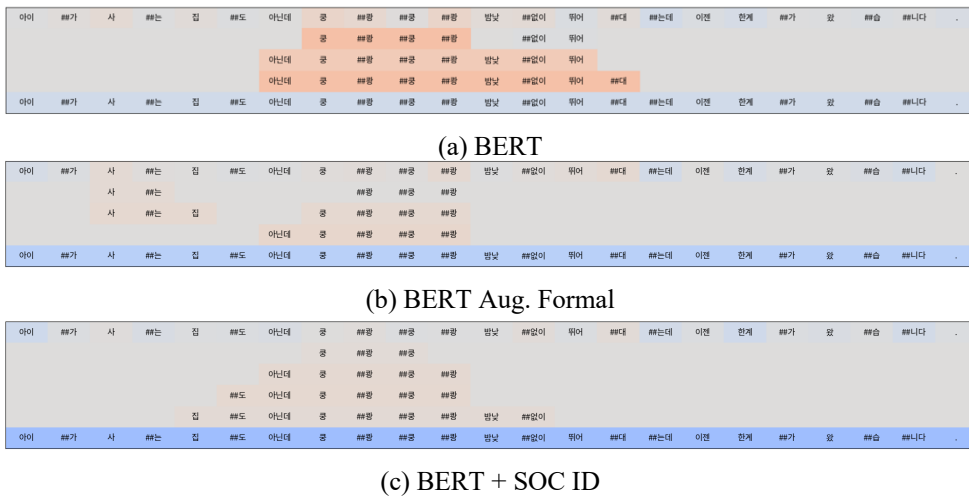 아이 ##가 사 ##는 집 ##도 아닌데 쿵 ##쾅 ##쿵 ##쾅 밤낮 ##없이 뛰어 ##대 ##는데 이젠 한계 ##가 왔 ##습 ##니다 .
쿵 ##쾅 ##쿵 ##쾅 ##없이 뛰어
아닌데 쿵 ##쾅 ##쿵 ##쾅 밤낮 ##없이 뛰어
아닌데 쿵 ##쾅 ##쿵 ##쾅 밤낮 ##없이 뛰어 ##대
아이 ##가 사 ##는 집 ##도 아닌데 쿵 ##쾅 ##쿵 ##쾅 밤낮 ##없이 뛰어 ##대 ##는데 이젠 한계 ##가 왔 ##습 ##니다 .
(a) BERT
아이 ##가 사 ##는 집 ##도 아닌데 쿵 ##쾅 ##쿵 ##쾅 밤낮 ##없이 뛰어 ##대 ##는데 이젠 한계 ##가 왔 ##습 ##니다 .
사 ##는 ##쾅 ##쿵 ##쾅
사 ##는 집 쿵 ##쾅 ##쿵 ##쾅
아닌데 쿵 ##쾅 ##쿵 ##쾅
아이 ##가 사 ##는 집 ##도 아닌데 쿵 ##쾅 ##쿵 ##쾅 밤낮 ##없이 뛰어 ##대 ##는데 이젠 한계 ##가 왔 ##습 ##니다 .
(b) BERT Aug. Formal
아이 ##가 사 ##는 집 ##도 아닌데 쿵 ##쾅 ##쿵 ##쾅 밤낮 ##없이 뛰어 ##대 ##는데 이젠 한계 ##가 왔 ##습 ##니다 .
쿵 ##쾅 ##쿵
아닌데 쿵 ##쾅 ##쿵 ##쾅
##도 아닌데 쿵 ##쾅 ##쿵 ##쾅
집 ##도 아닌데 쿵 ##쾅 ##쿵 ##쾅 밤낮 ##없이
아이 ##가 사 ##는 집 ##도 아닌데 쿵 ##쾅 ##쿵 ##쾅 밤낮 ##없이 뛰어 ##대 ##는데 이젠 한계 ##가 왔 ##습 ##니다 .
(c) BERT + SOC ID